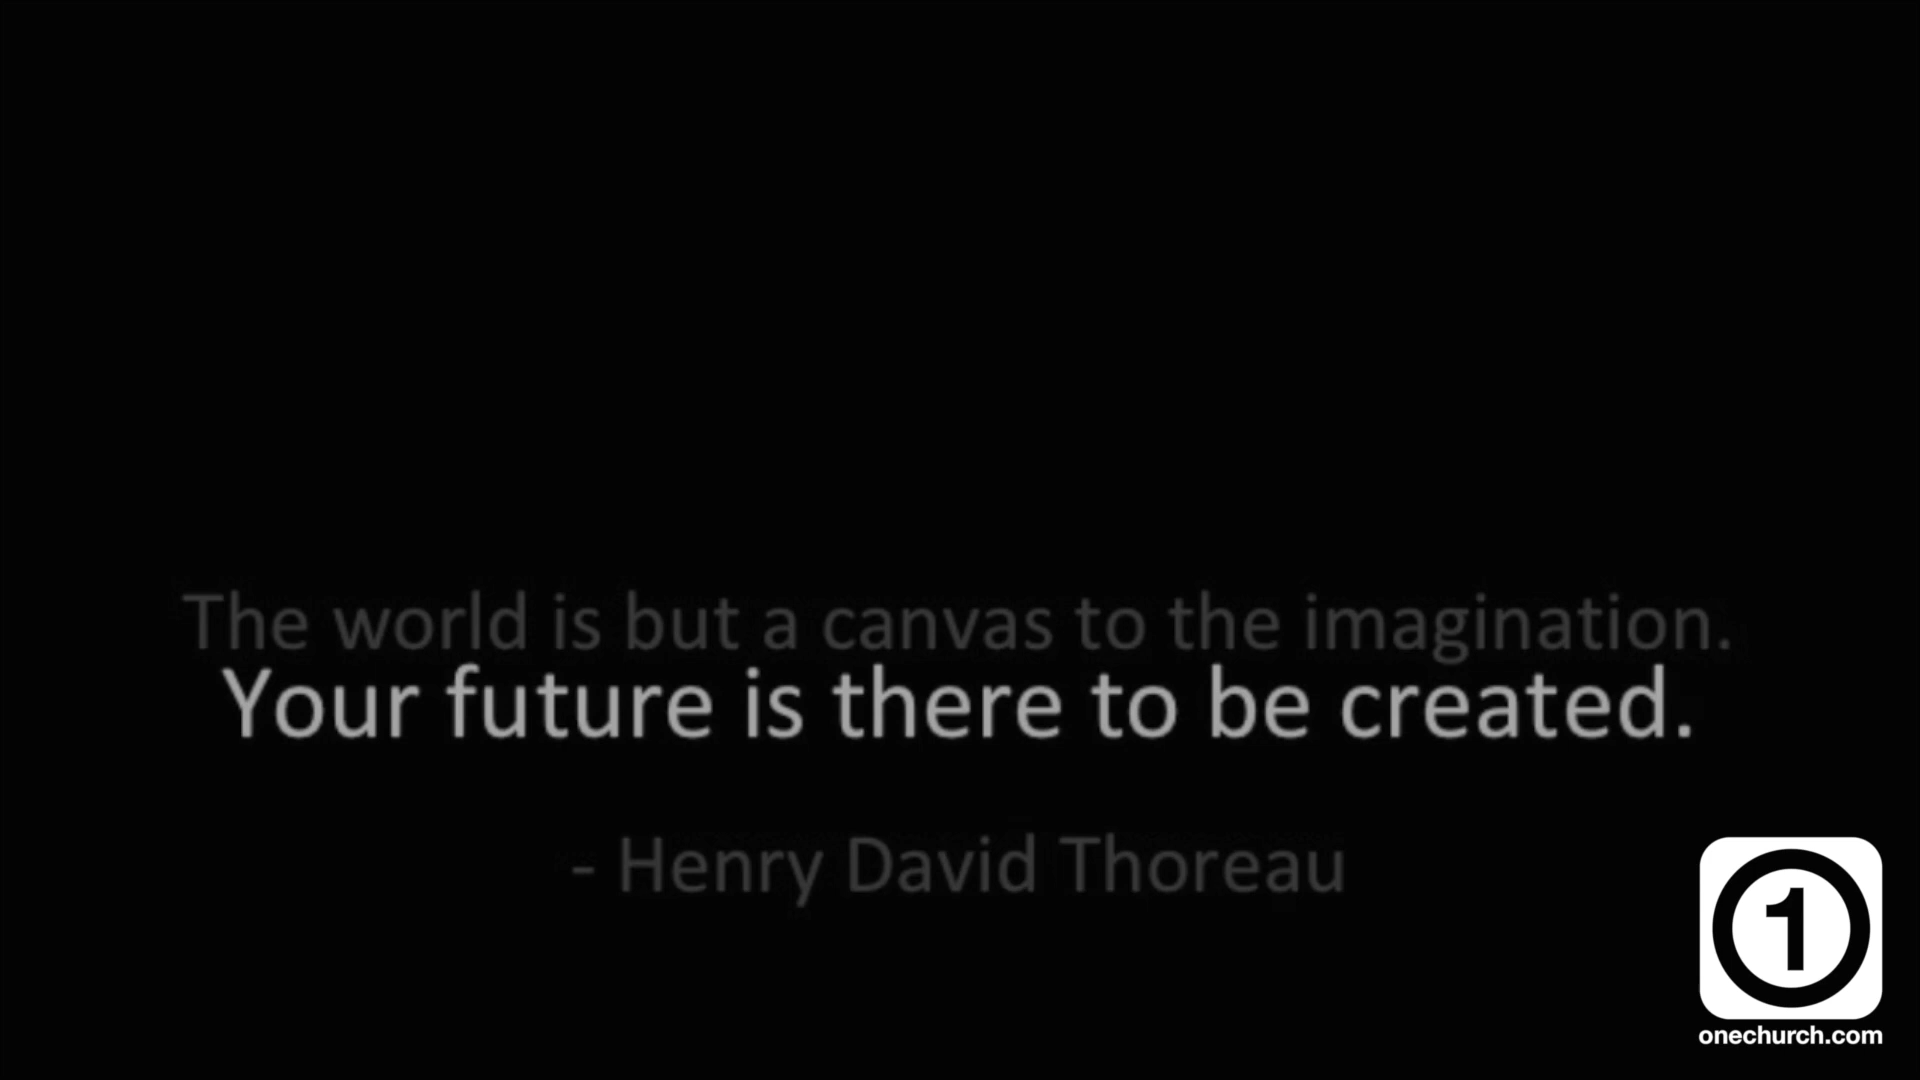 The world is but a canvas to the imagination.
Your future is there to be created.
- Henry David Thoreau
1
onechurch.com